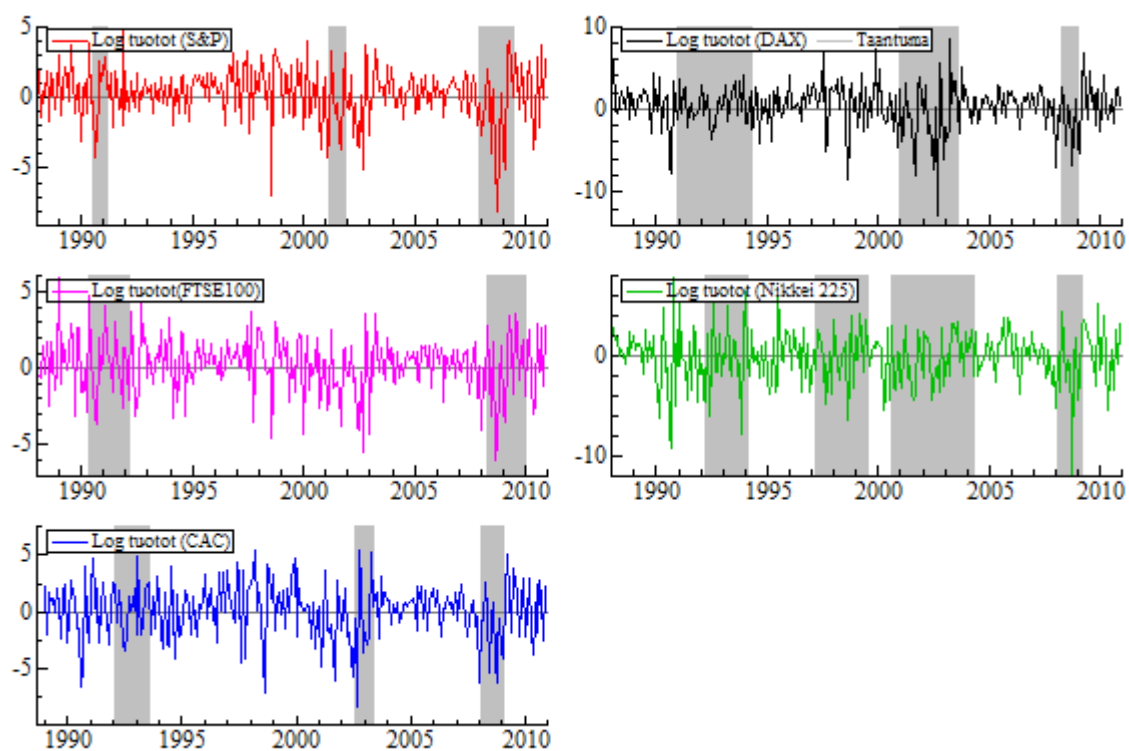 5
Log tuotot (S&P)
0
-5
1990 1995 2000 2005 2010
10
Log tuotot (DAX) Taantuma
0
-10
1990 1995 2000 2005 2010
5
Log tuotot(FTSE100)
0
-5
1990 1995 2000 2005 2010
Log tuotot (Nikkei 225)
0
-10
1990 1995 2000 2005 2010
Log tuotot (CAC)
5
0
-5
1990 1995 2000 2005 2010